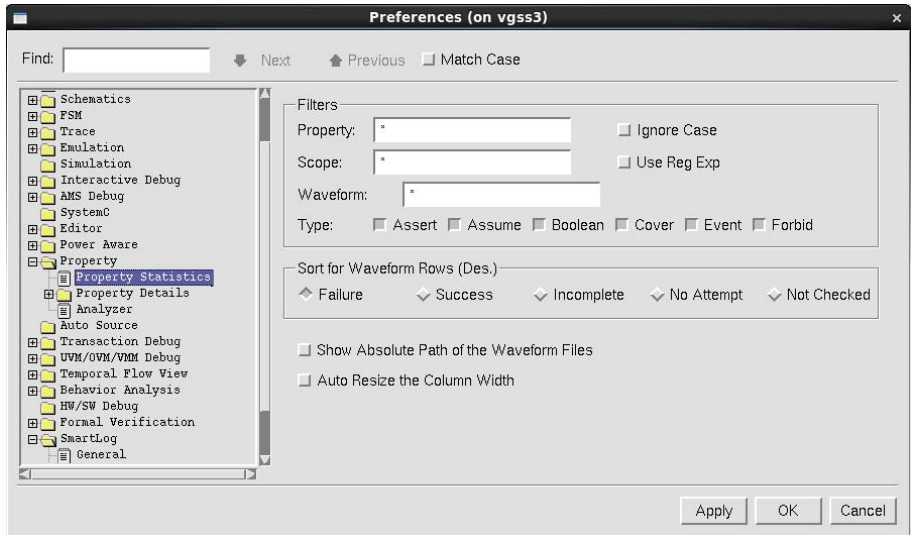 Preferences (on vgss3)
Find: Next Previous Match Case
Schematics
FSM
Trace
Emulation
Simulation
Interactive Debug
AMS Debug
SystemC
Editor
Power Aware
Property
Property Statistics
Property Details
Analyzer
Auto Source
Transaction Debug
UVM/OVM/VMM Debug
Temporal Flow View
Behavior Analysis
HW/SW Debug
Formal Verification
SmartLog
General
Filters
Property: * Ignore Case
Scope: * Use Reg Exp
Waveform: *
Type: Assert Assume Boolean Cover Event Forbid
Sort for Waveform Rows (Des.)
Failure Success Incomplete No Attempt Not Checked
Show Absolute Path of the Waveform Files
Auto Resize the Column Width
Apply OK Cancel